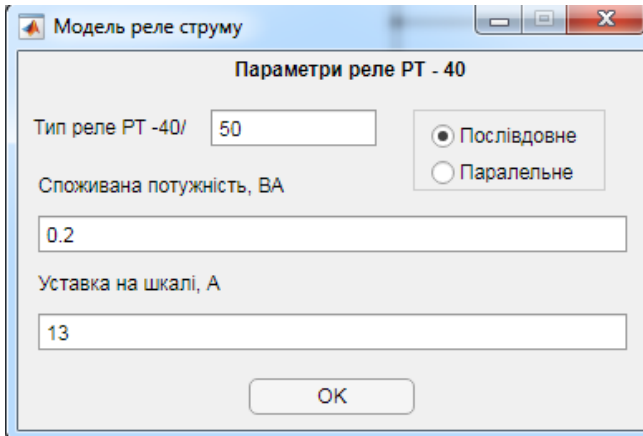 Модель реле струму
Параметри реле РТ - 40
Тип реле РТ -40/ 50
Послівдовне
Паралельне
Споживана потужність, ВА
0.2
Уставка на шкалі, А
13
OK